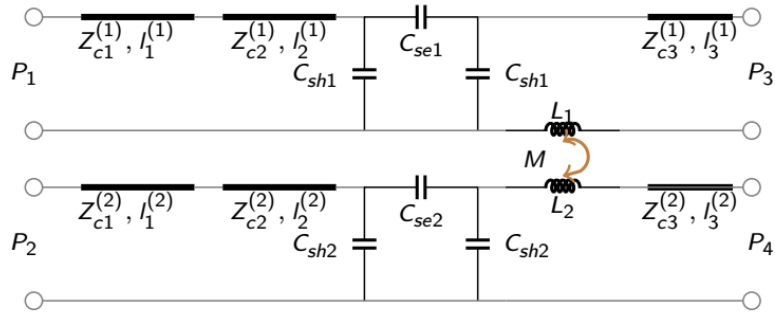 Z_{c1}^{(1)}, l_1^{(1)} Z_{c2}^{(1)}, l_2^{(1)} C_{se1} Z_{c3}^{(1)}, l_3^{(1)}
P_1 C_{sh1} C_{sh1} P_3
L_1
M
L_2
Z_{c1}^{(2)}, l_1^{(2)} Z_{c2}^{(2)}, l_2^{(2)} C_{se2} Z_{c3}^{(2)}, l_3^{(2)}
P_2 C_{sh2} C_{sh2} P_4